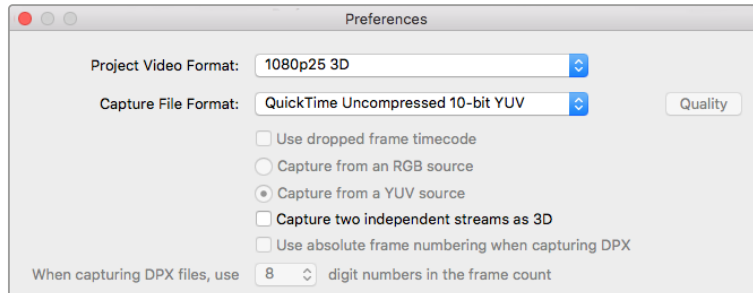 Preferences
Project Video Format: 1080p25 3D
Capture File Format: QuickTime Uncompressed 10-bit YUV Quality
Use dropped frame timecode
Capture from an RGB source
Capture from a YUV source
Capture two independent streams as 3D
Use absolute frame numbering when capturing DPX
When capturing DPX files, use 8 digit numbers in the frame count